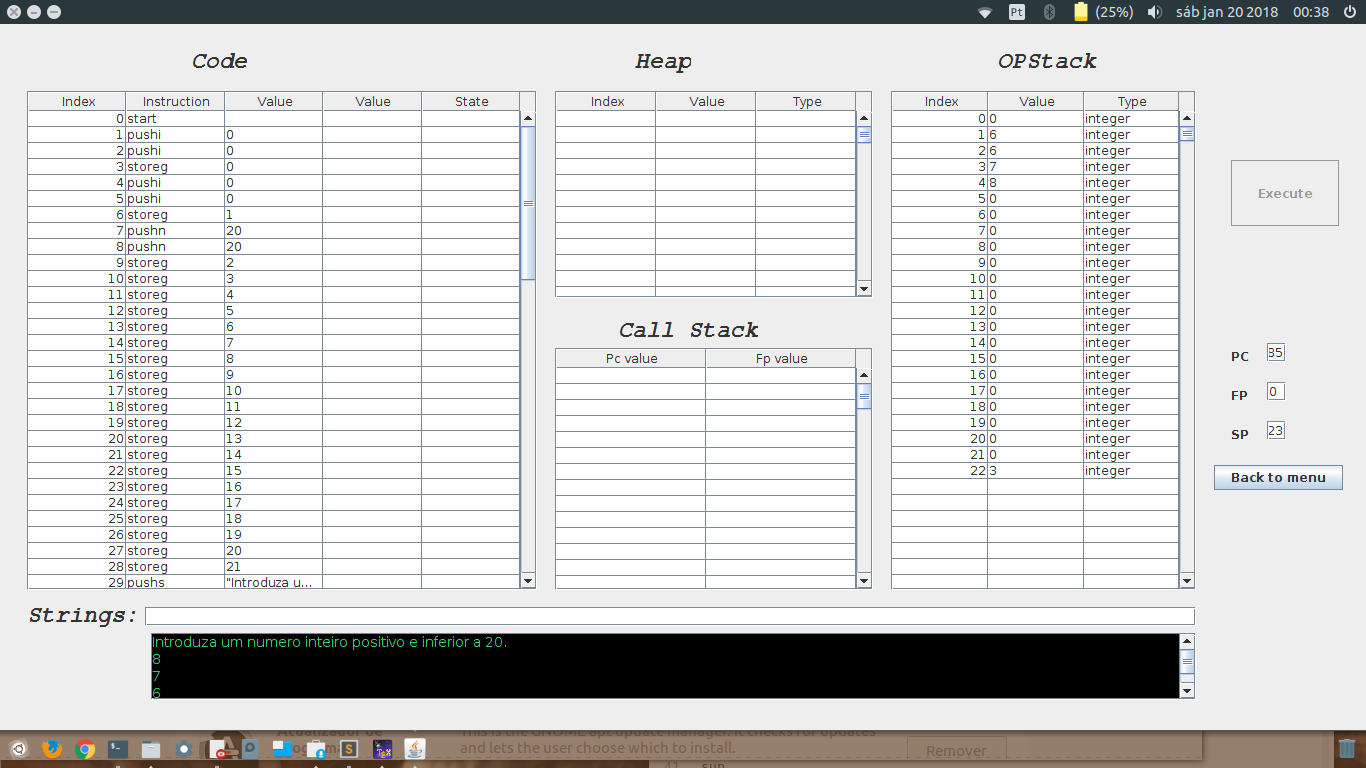 Pt (25%) sáb jan 20 2018 00:38
Code Heap OPStack
Index Instruction Value Value State
0 start
1 pushi 0
2 pushi 0
3 storeg 0
4 pushi 0
5 pushi 0
6 storeg 1
7 pushn 20
8 pushn 20
9 storeg 2
10 storeg 3
11 storeg 4
12 storeg 5
13 storeg 6
14 storeg 7
15 storeg 8
16 storeg 9
17 storeg 10
18 storeg 11
19 storeg 12
20 storeg 13
21 storeg 14
22 storeg 15
23 storeg 16
24 storeg 17
25 storeg 18
26 storeg 19
27 storeg 20
28 storeg 21
29 pushs "Introduza u...
Index Value Type
Call Stack
Pc value Fp value
Index Value Type
0 0 integer
1 6 integer
2 6 integer
3 7 integer
4 8 integer
5 0 integer
6 0 integer
7 0 integer
8 0 integer
9 0 integer
10 0 integer
11 0 integer
12 0 integer
13 0 integer
14 0 integer
15 0 integer
16 0 integer
17 0 integer
18 0 integer
19 0 integer
20 0 integer
21 0 integer
22 3 integer
Execute
PC 85
FP 0
SP 23
Back to menu
Strings:
Introduza um numero inteiro positivo e inferior a 20.
8
7
6
Atualizador de
This is the GNOME apt update manager. It checks for updates
and lets the user choose which to install.
Remover